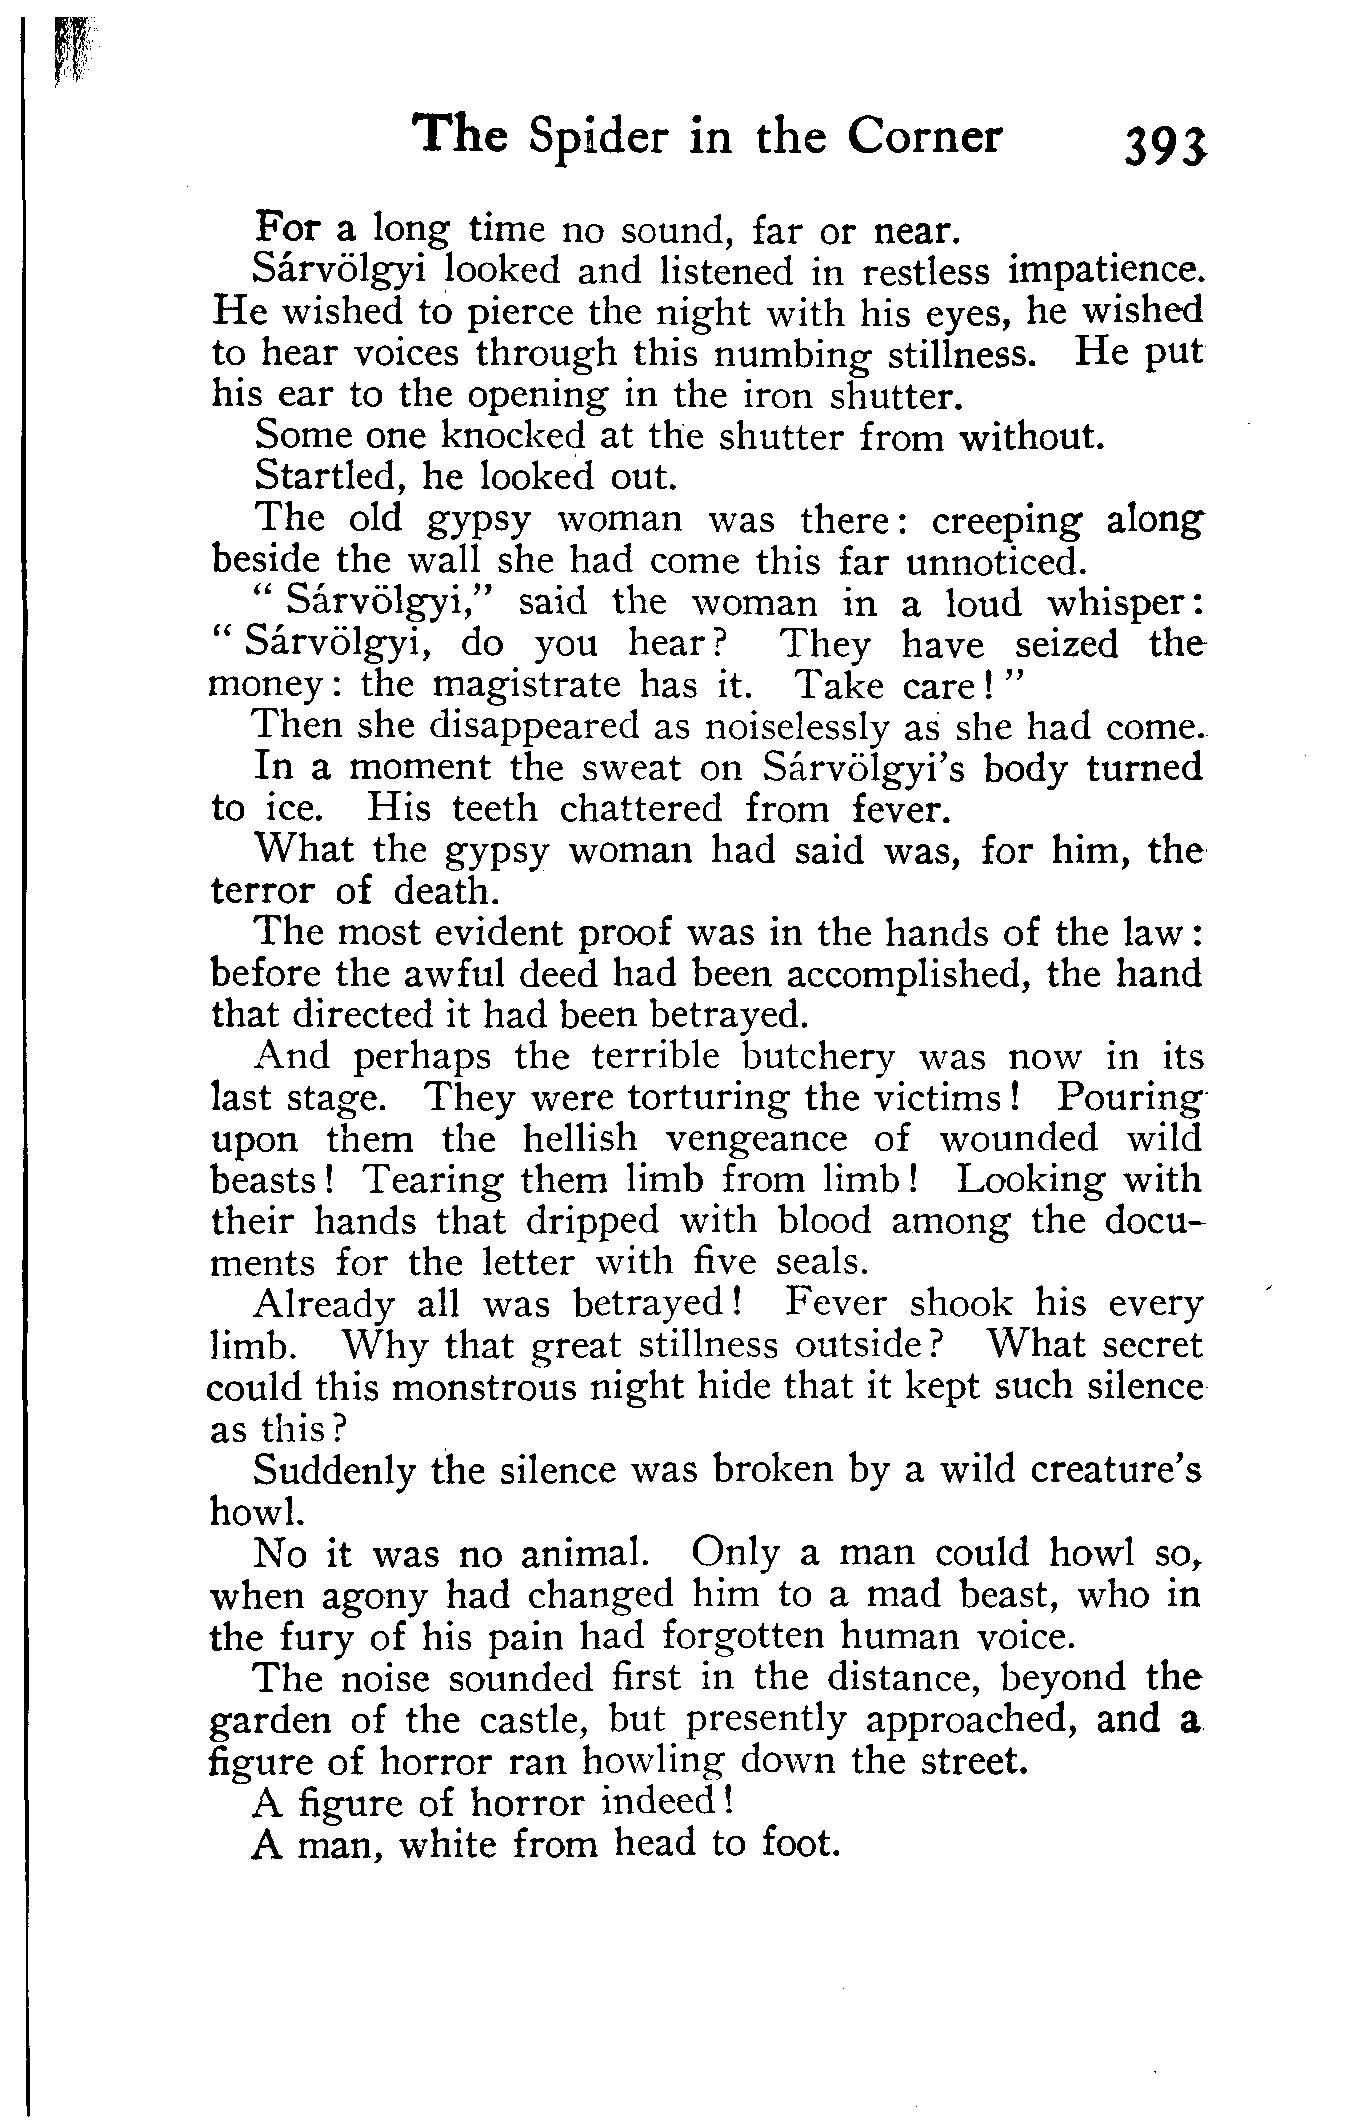 The Spider in the Corner 393
For a long time no sound, far or near.
Sárvölgyi looked and listened in restless impatience.
He wished to pierce the night with his eyes, he wished
to hear voices through this numbing stillness. He put
his ear to the opening in the iron shutter.
Some one knocked at the shutter from without.
Startled, he looked out.
The old gypsy woman was there: creeping along
beside the wall she had come this far unnoticed.
“ Sárvölgyi,” said the woman in a loud whisper:
“ Sárvölgyi, do you hear? They have seized the
money: the magistrate has it. Take care! ”
Then she disappeared as noiselessly as she had come.
In a moment the sweat on Sárvölgyi's body turned
to ice. His teeth chattered from fever.
What the gypsy woman had said was, for him, the
terror of death.
The most evident proof was in the hands of the law:
before the awful deed had been accomplished, the hand
that directed it had been betrayed.
And perhaps the terrible butchery was now in its
last stage. They were torturing the victims! Pouring
upon them the hellish vengeance of wounded wild
beasts! Tearing them limb from limb! Looking with
their hands that dripped with blood among the docu-
ments for the letter with five seals.
Already all was betrayed! Fever shook his every
limb. Why that great stillness outside? What secret
could this monstrous night hide that it kept such silence
as this?
Suddenly the silence was broken by a wild creature's
howl.
No it was no animal. Only a man could howl so,
when agony had changed him to a mad beast, who in
the fury of his pain had forgotten human voice.
The noise sounded first in the distance, beyond the
garden of the castle, but presently approached, and a
figure of horror ran howling down the street.
A figure of horror indeed!
A man, white from head to foot.